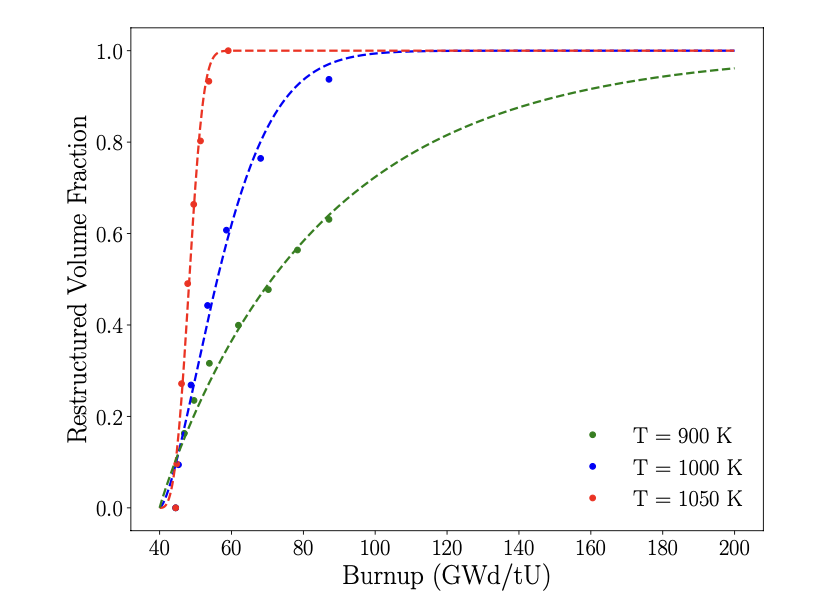 1.0
0.8
0.6
0.4
0.2
0.0
Restructured Volume Fraction
T = 900 K
T = 1000 K
T = 1050 K
40 60 80 100 120 140 160 180 200
Burnup (GWd/tU)